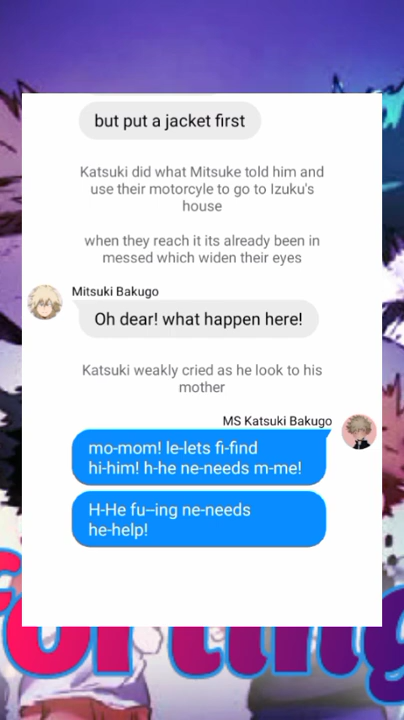 but put a jacket first
Katsuki did what Mitsuke told him and
use their motorcyle to go to Izuku's
house
when they reach it its already been in
messed which widen their eyes
Mitsuki Bakugo
Oh dear! what happen here!
Katsuki weakly cried as he look to his
mother
MS Katsuki Bakugo
mo-mom! le-lets fi-find
hi-him! h-he ne-needs m-me!
H-He fu--ing ne-needs
he-help!